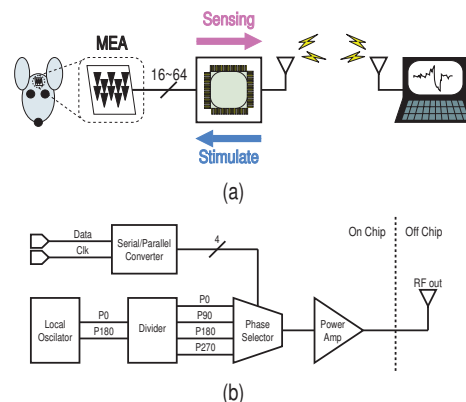 Sensing
MEA
16~64
Stimulate
(a)
Data
Clk
Serial/Parallel
Converter
4
On Chip
Off Chip
RF out
Local
Oscilator
P0
P180
Divider
P0
P90
P180
P270
Phase
Selector
Power
Amp
(b)